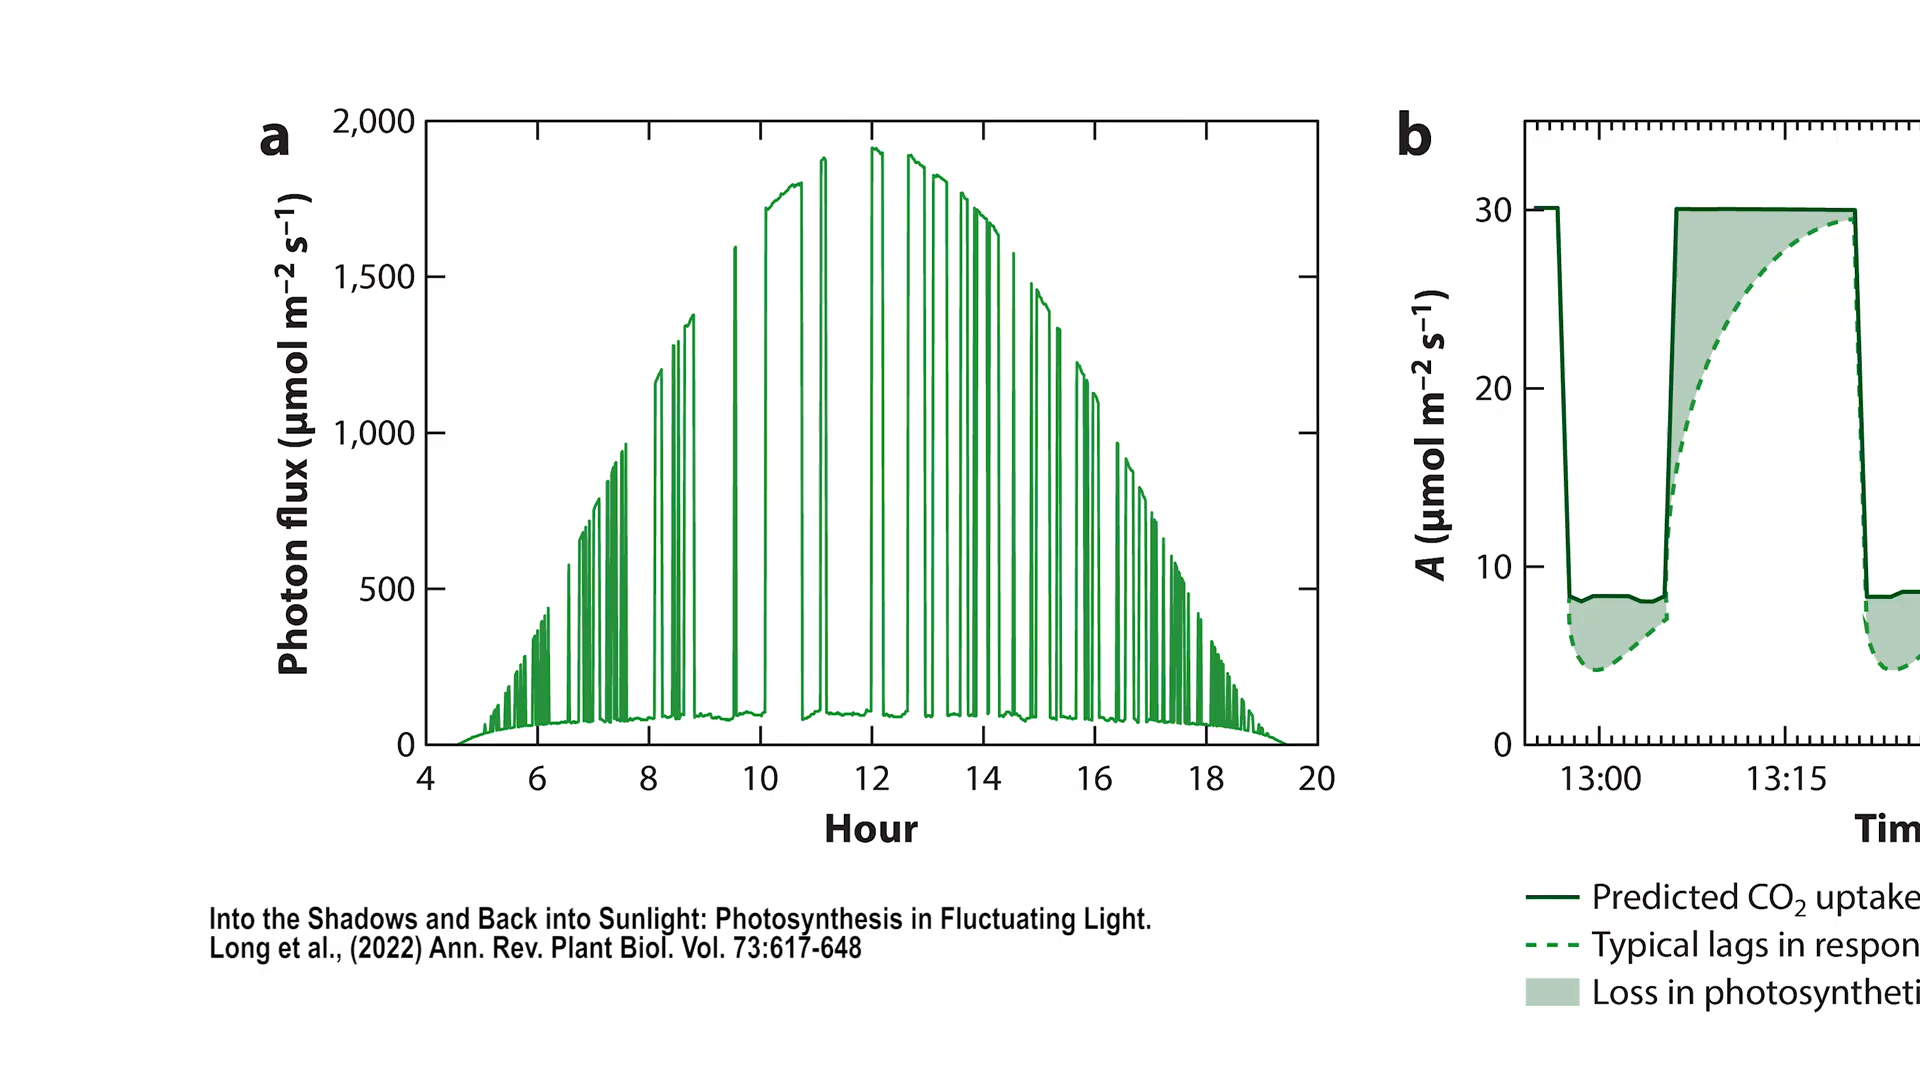 a
2,000
1,500
1,000
500
0
Photon flux (μmol m⁻² s⁻¹)
4 6 8 10 12 14 16 18 20
Hour
b
30
20
10
0
A (μmol m⁻² s⁻¹)
13:00 13:15
Tim
Predicted CO₂ uptake
Typical lags in respon
Loss in photosyntheti
Into the Shadows and Back into Sunlight: Photosynthesis in Fluctuating Light.
Long et al., (2022) Ann. Rev. Plant Biol. Vol. 73:617-648